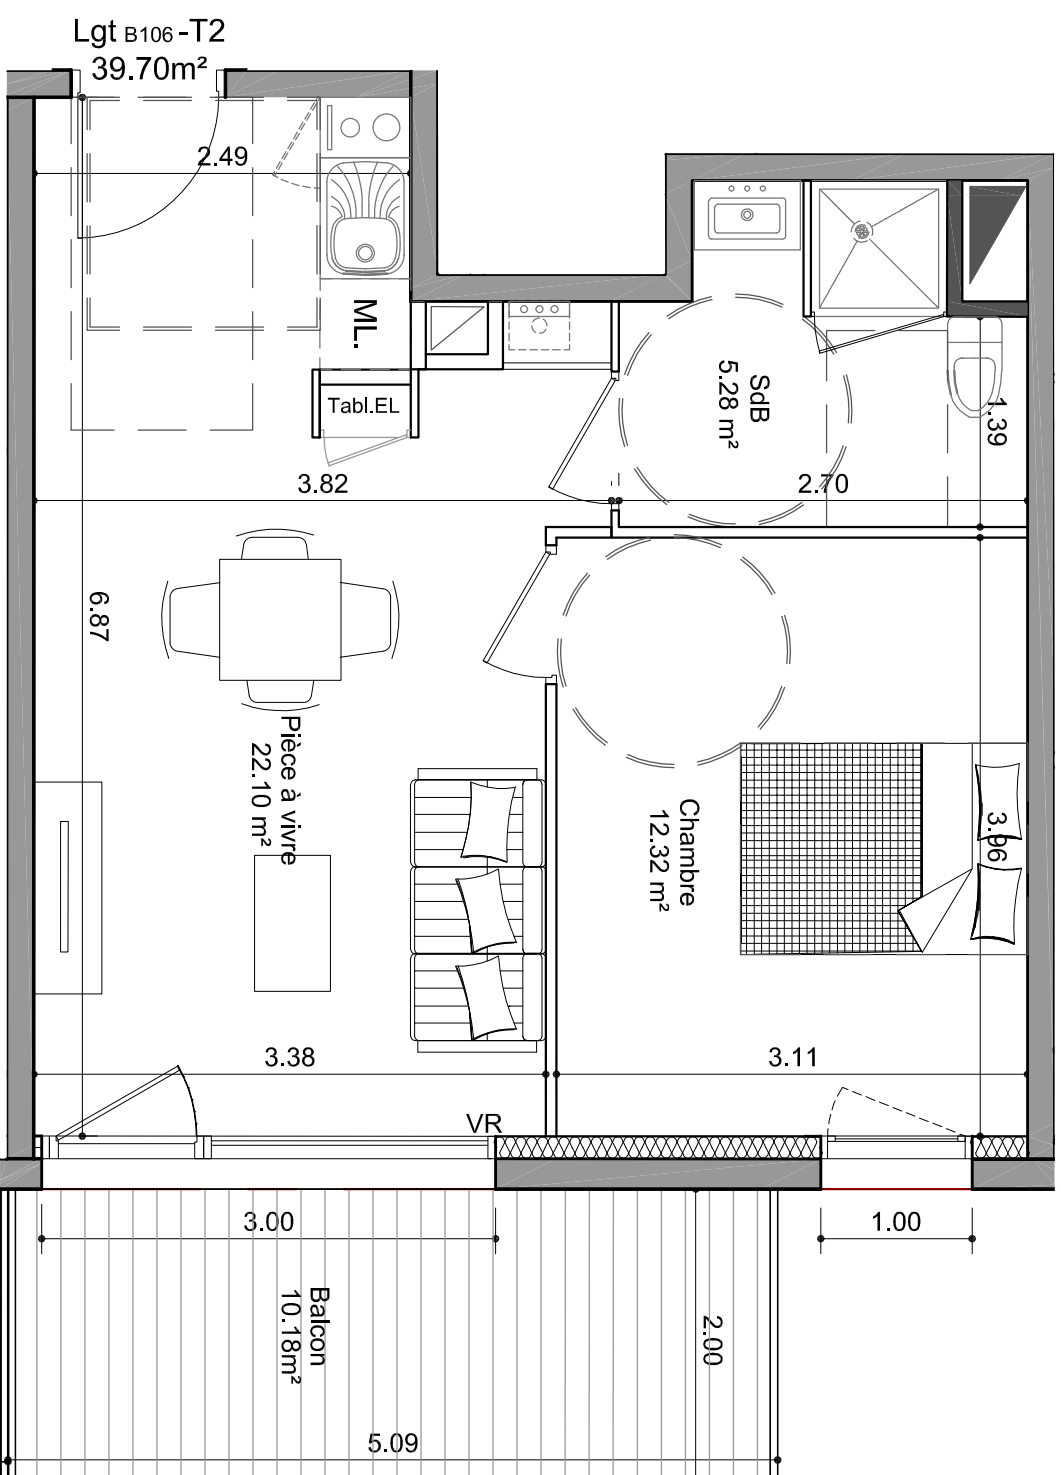 Lgt B106 -T2
39.70m²
2.49
ML.
Tabl.EL
SdB
5.28 m²
1.39
3.82
2.70
6.87
Pièce à vivre
22.10 m²
Chambre
12.32 m²
3.96
3.38
3.11
VR
3.00
1.00
Balcon
10.18m²
2.00
5.09